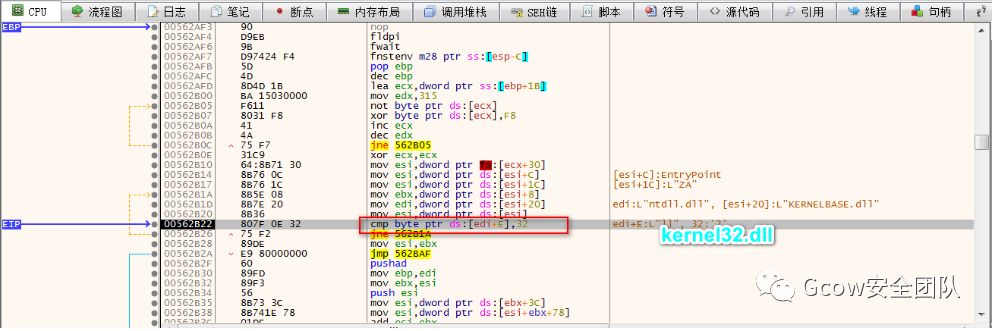 CPU 流程图 日志 笔记 断点 内存布局 调用堆栈 SEH链 脚本 符号 源代码 引用 线程 句柄
00562AF3 90 nop
EBP
00562AF4 D9EB fldpi
00562AF6 9B fwait
00562AF7 D97424 F4 fnstenv m28 ptr ss:[esp-C]
00562AFB 5D pop ebp
00562AFC 4D dec ebp
00562AFD 8D4D 1B lea ecx,dword ptr ss:[ebp+1B]
00562B00 BA 15030000 mov edx,315
00562B05 F611 not byte ptr ds:[ecx]
00562B07 8031 F8 xor byte ptr ds:[ecx],F8
00562B0A 41 inc ecx
00562B0B 4A dec edx
00562B0C 75 F7 jne 562B05
00562B0E 31C9 xor ecx,ecx
00562B10 64:8B71 30 mov esi,dword ptr fs:[ecx+30]
00562B14 8B76 0C mov esi,dword ptr ds:[esi+C] [esi+C]:EntryPoint
00562B17 8B76 1C mov esi,dword ptr ds:[esi+1C] [esi+1C]:L"ZA"
00562B1A 8B5E 08 mov ebx,dword ptr ds:[esi+8]
00562B1D 8B7E 20 mov edi,dword ptr ds:[esi+20] edi:L"ntdll.dll", [esi+20]:L"KERNELBASE.dll"
00562B20 8B36 mov esi,dword ptr ds:[esi]
EIP 00562B22 807F 0E 32 cmp byte ptr ds:[edi+E],32 edi+E:L"ll", 32:'2'
00562B26 75 F2 jne 562B1A
kernel32.dll
00562B28 89DE mov esi,ebx
00562B2A E9 80000000 jmp 562BAF
00562B2F 60 pushad
00562B30 89FD mov ebp,edi
00562B32 89F3 mov ebx,esi
00562B34 56 push esi
00562B35 8B73 3C mov esi,dword ptr ds:[ebx+3C]
00562B38 8B741E 78 mov esi,dword ptr ds:[esi+ebx+78]
00562B3C 01DE add esi,ebx
Gcow安全团队